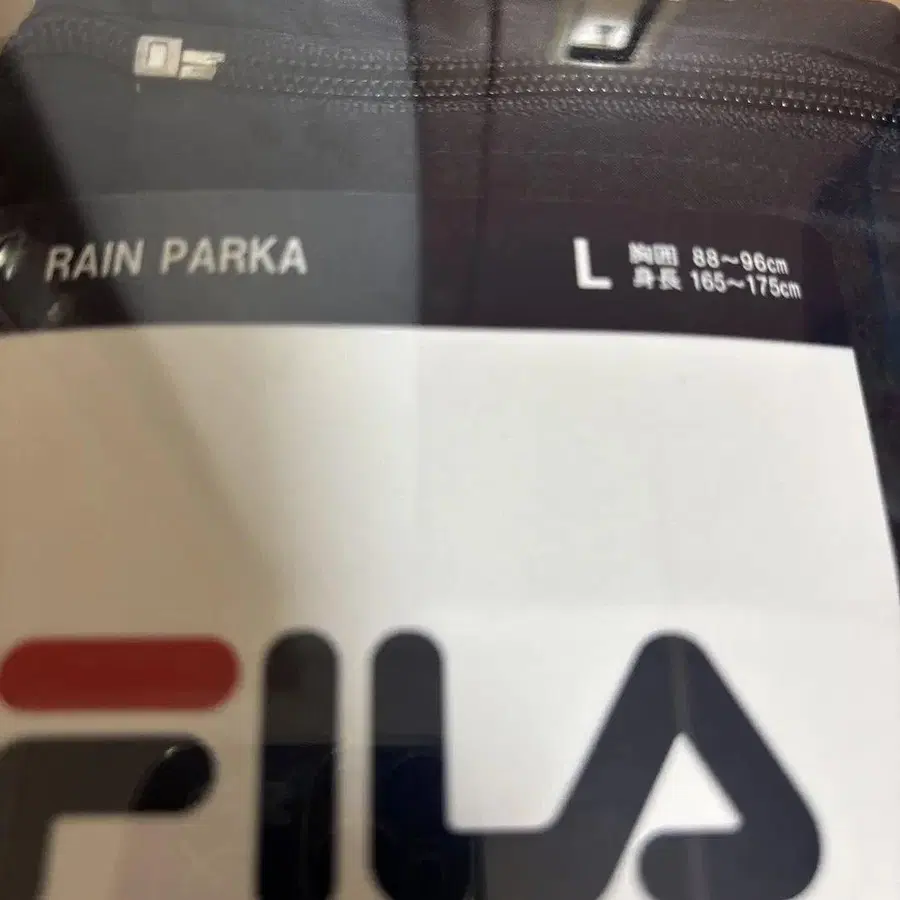 RAIN PARKA
L 胸囲 88～96cm
身長 165～175cm
FILA